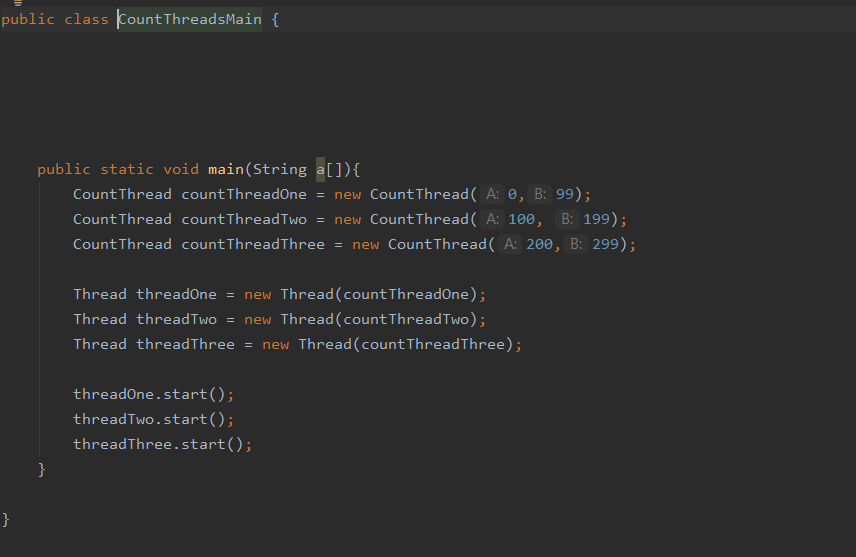 public class CountThreadsMain {
public static void main(String a[]){
CountThread countThreadOne = new CountThread( A: 0, B: 99);
CountThread countThreadTwo = new CountThread( A: 100, B: 199);
CountThread countThreadThree = new CountThread( A: 200, B: 299);
Thread threadOne = new Thread(countThreadOne);
Thread threadTwo = new Thread(countThreadTwo);
Thread threadThree = new Thread(countThreadThree);
threadOne.start();
threadTwo.start();
threadThree.start();
}
}